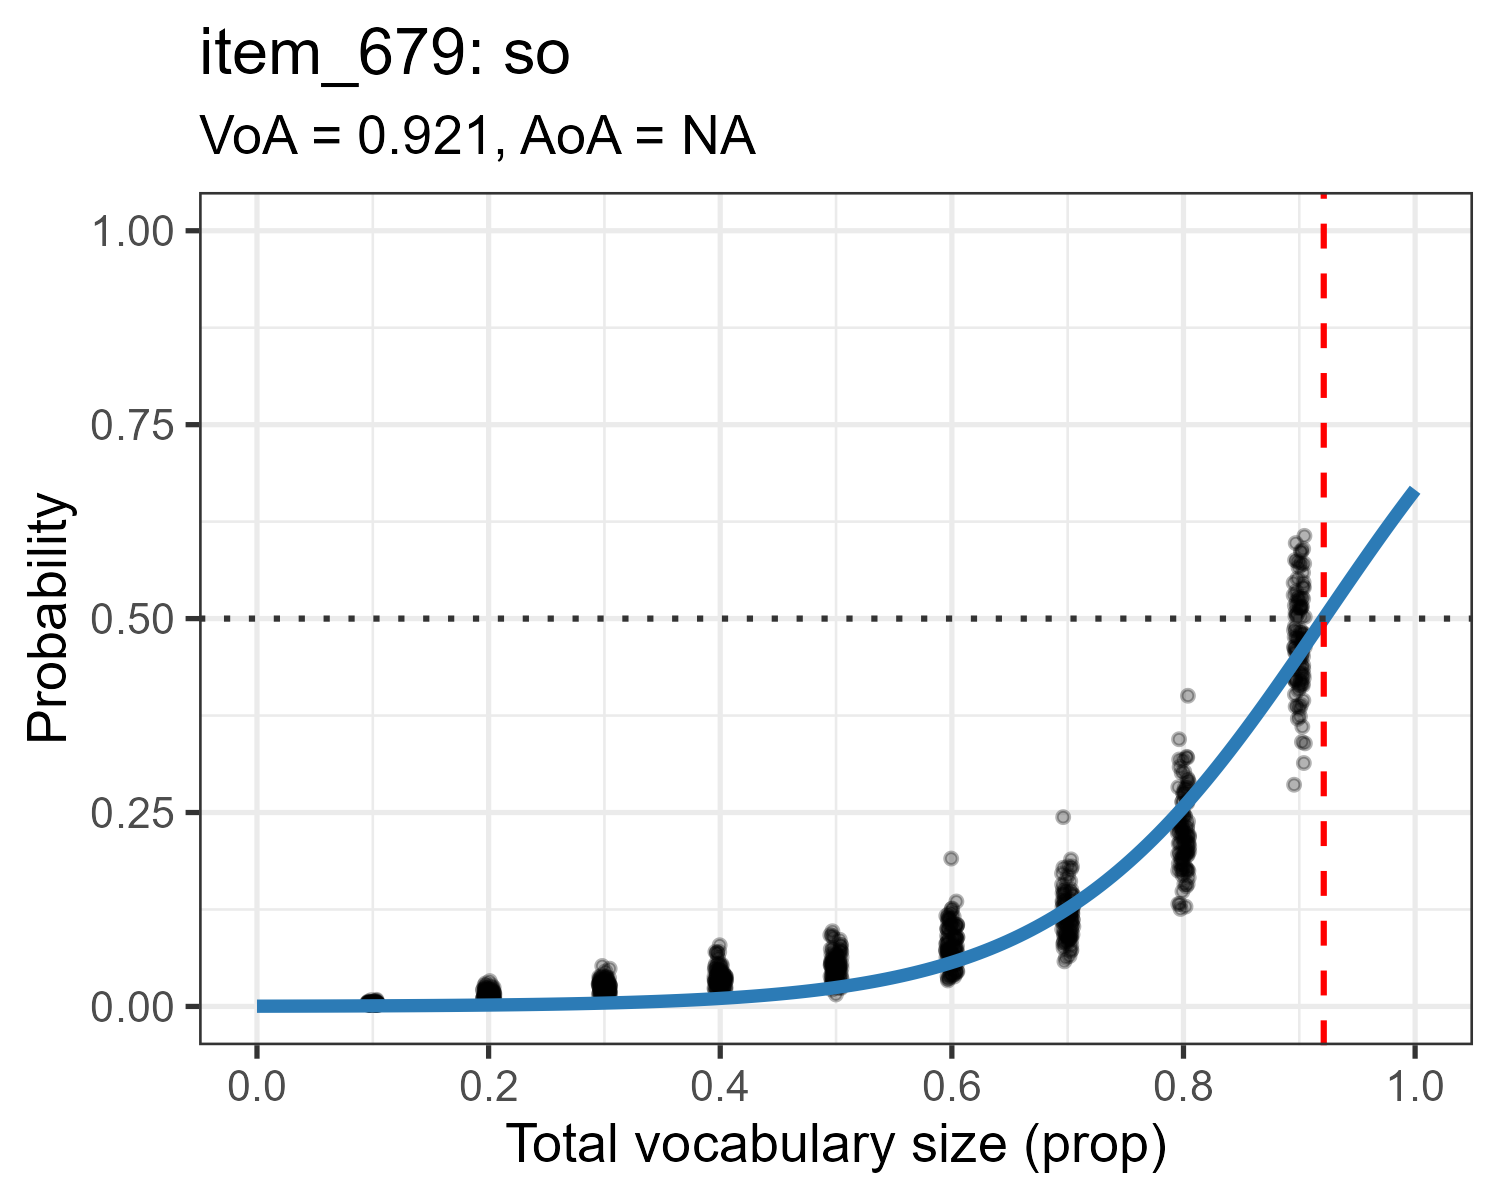 item_679: so
VoA = 0.921, AoA = NA
1.00
0.75
0.50
0.25
0.00
Probability
0.0 0.2 0.4 0.6 0.8 1.0
Total vocabulary size (prop)